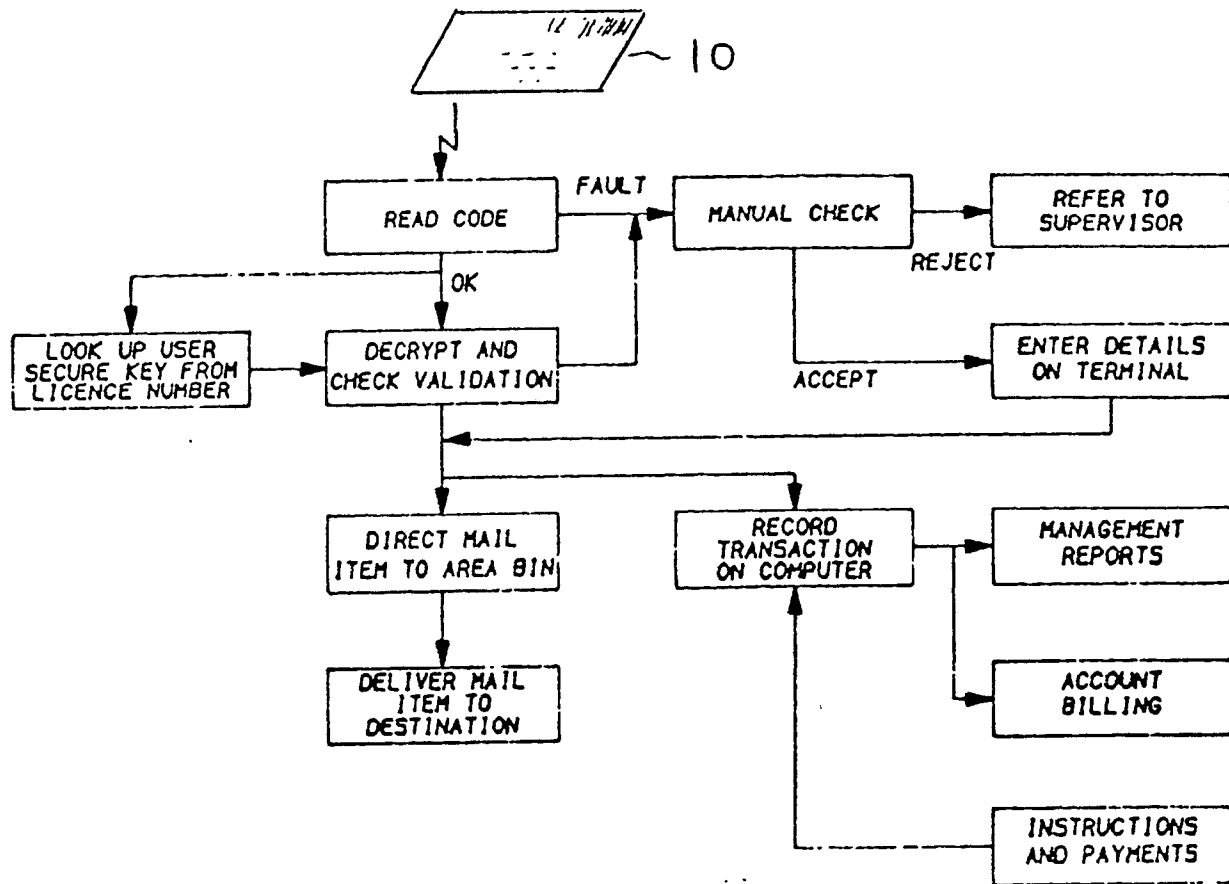 10
READ CODE
FAULT
MANUAL CHECK
REFER TO
SUPERVISOR
REJECT
OK
LOOK UP USER
SECURE KEY FROM
LICENCE NUMBER
DECRYPT AND
CHECK VALIDATION
ACCEPT
ENTER DETAILS
ON TERMINAL
DIRECT MAIL
ITEM TO AREA BIN
RECORD
TRANSACTION
ON COMPUTER
MANAGEMENT
REPORTS
DELIVER MAIL
ITEM TO
DESTINATION
ACCOUNT
BILLING
INSTRUCTIONS
AND PAYMENTS